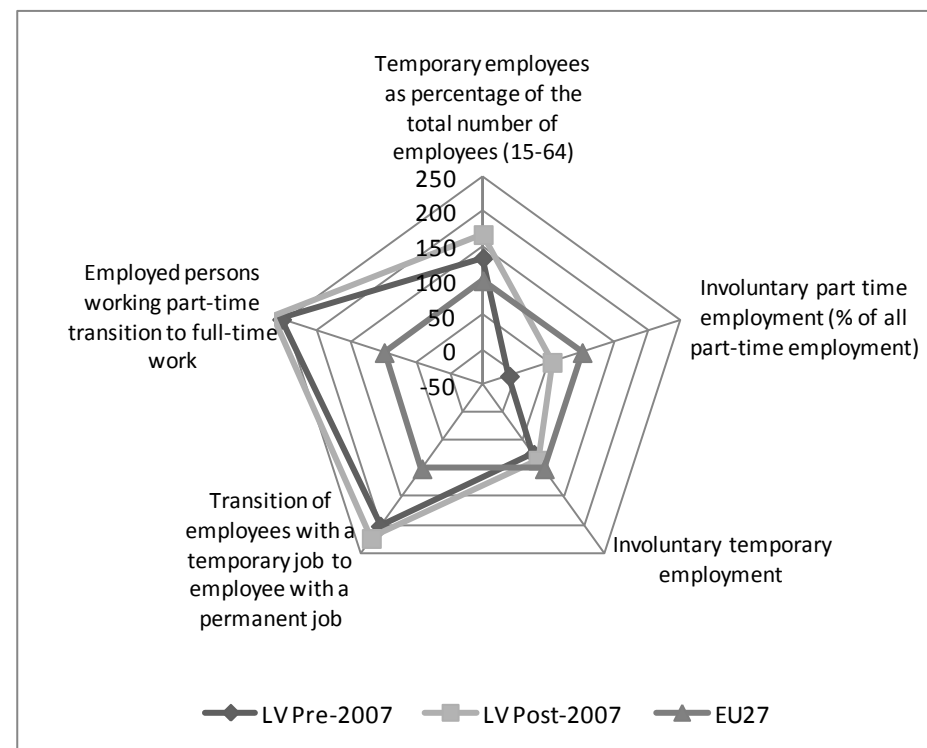 Temporary employees
as percentage of the
total number of
employees (15-64)
250
200
150
100
50
0
-50
Employed persons
working part-time
transition to full-time
work
Involuntary part time
employment (% of all
part-time employment)
Transition of
employees with a
temporary job to
employee with a
permanent job
Involuntary temporary
employment
LV Pre-2007
LV Post-2007
EU27